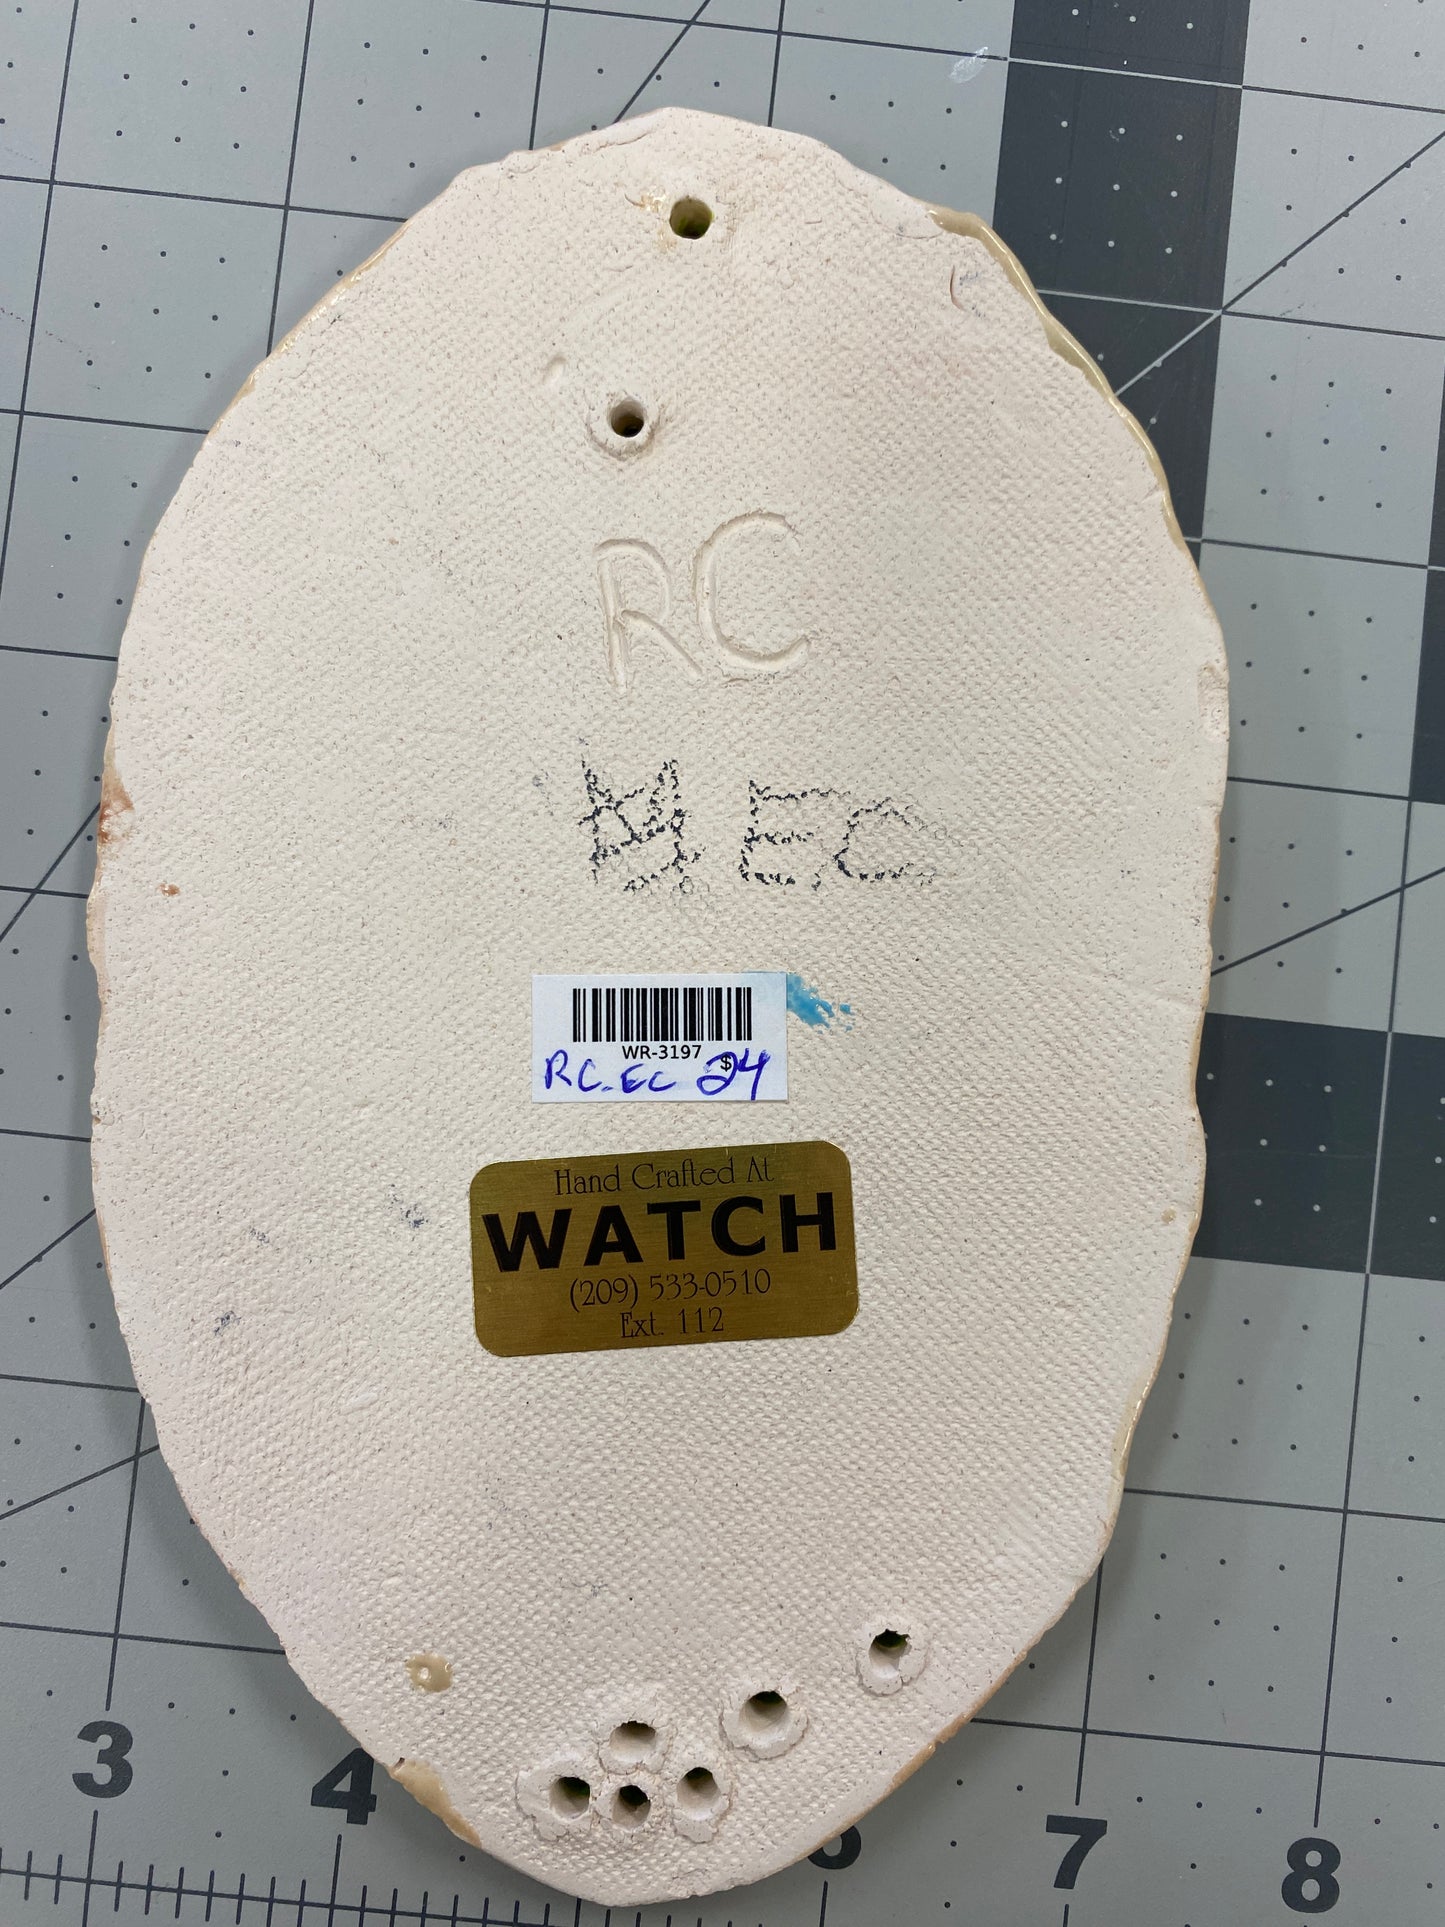 RC
EC
WR-3197
RC-EC $24
Hand Crafted At
WATCH
(209) 533-0510
Ext. 112
3 4 6 7 8